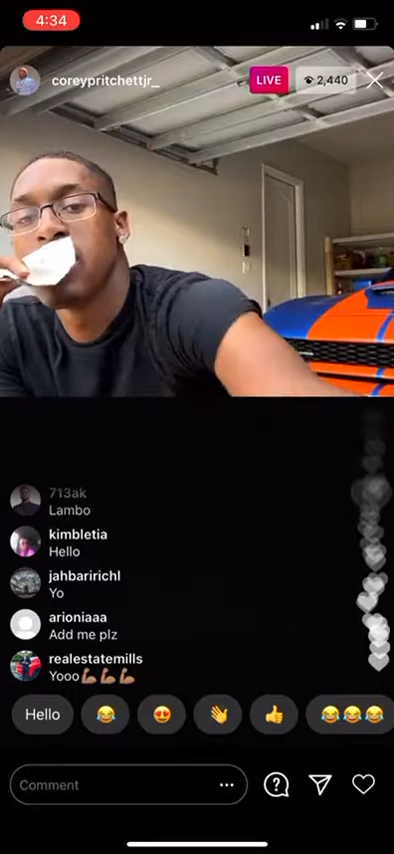 4:34
coreypritchettjr_
LIVE
2,440
713ak
Lambo
kimbletia
Hello
jahbaririchl
Yo
arioniaaa
Add me plz
realestatemills
Yooo💪🏽💪🏽💪🏽
Hello 😂 😍 👋 👍 😂😂😂
Comment